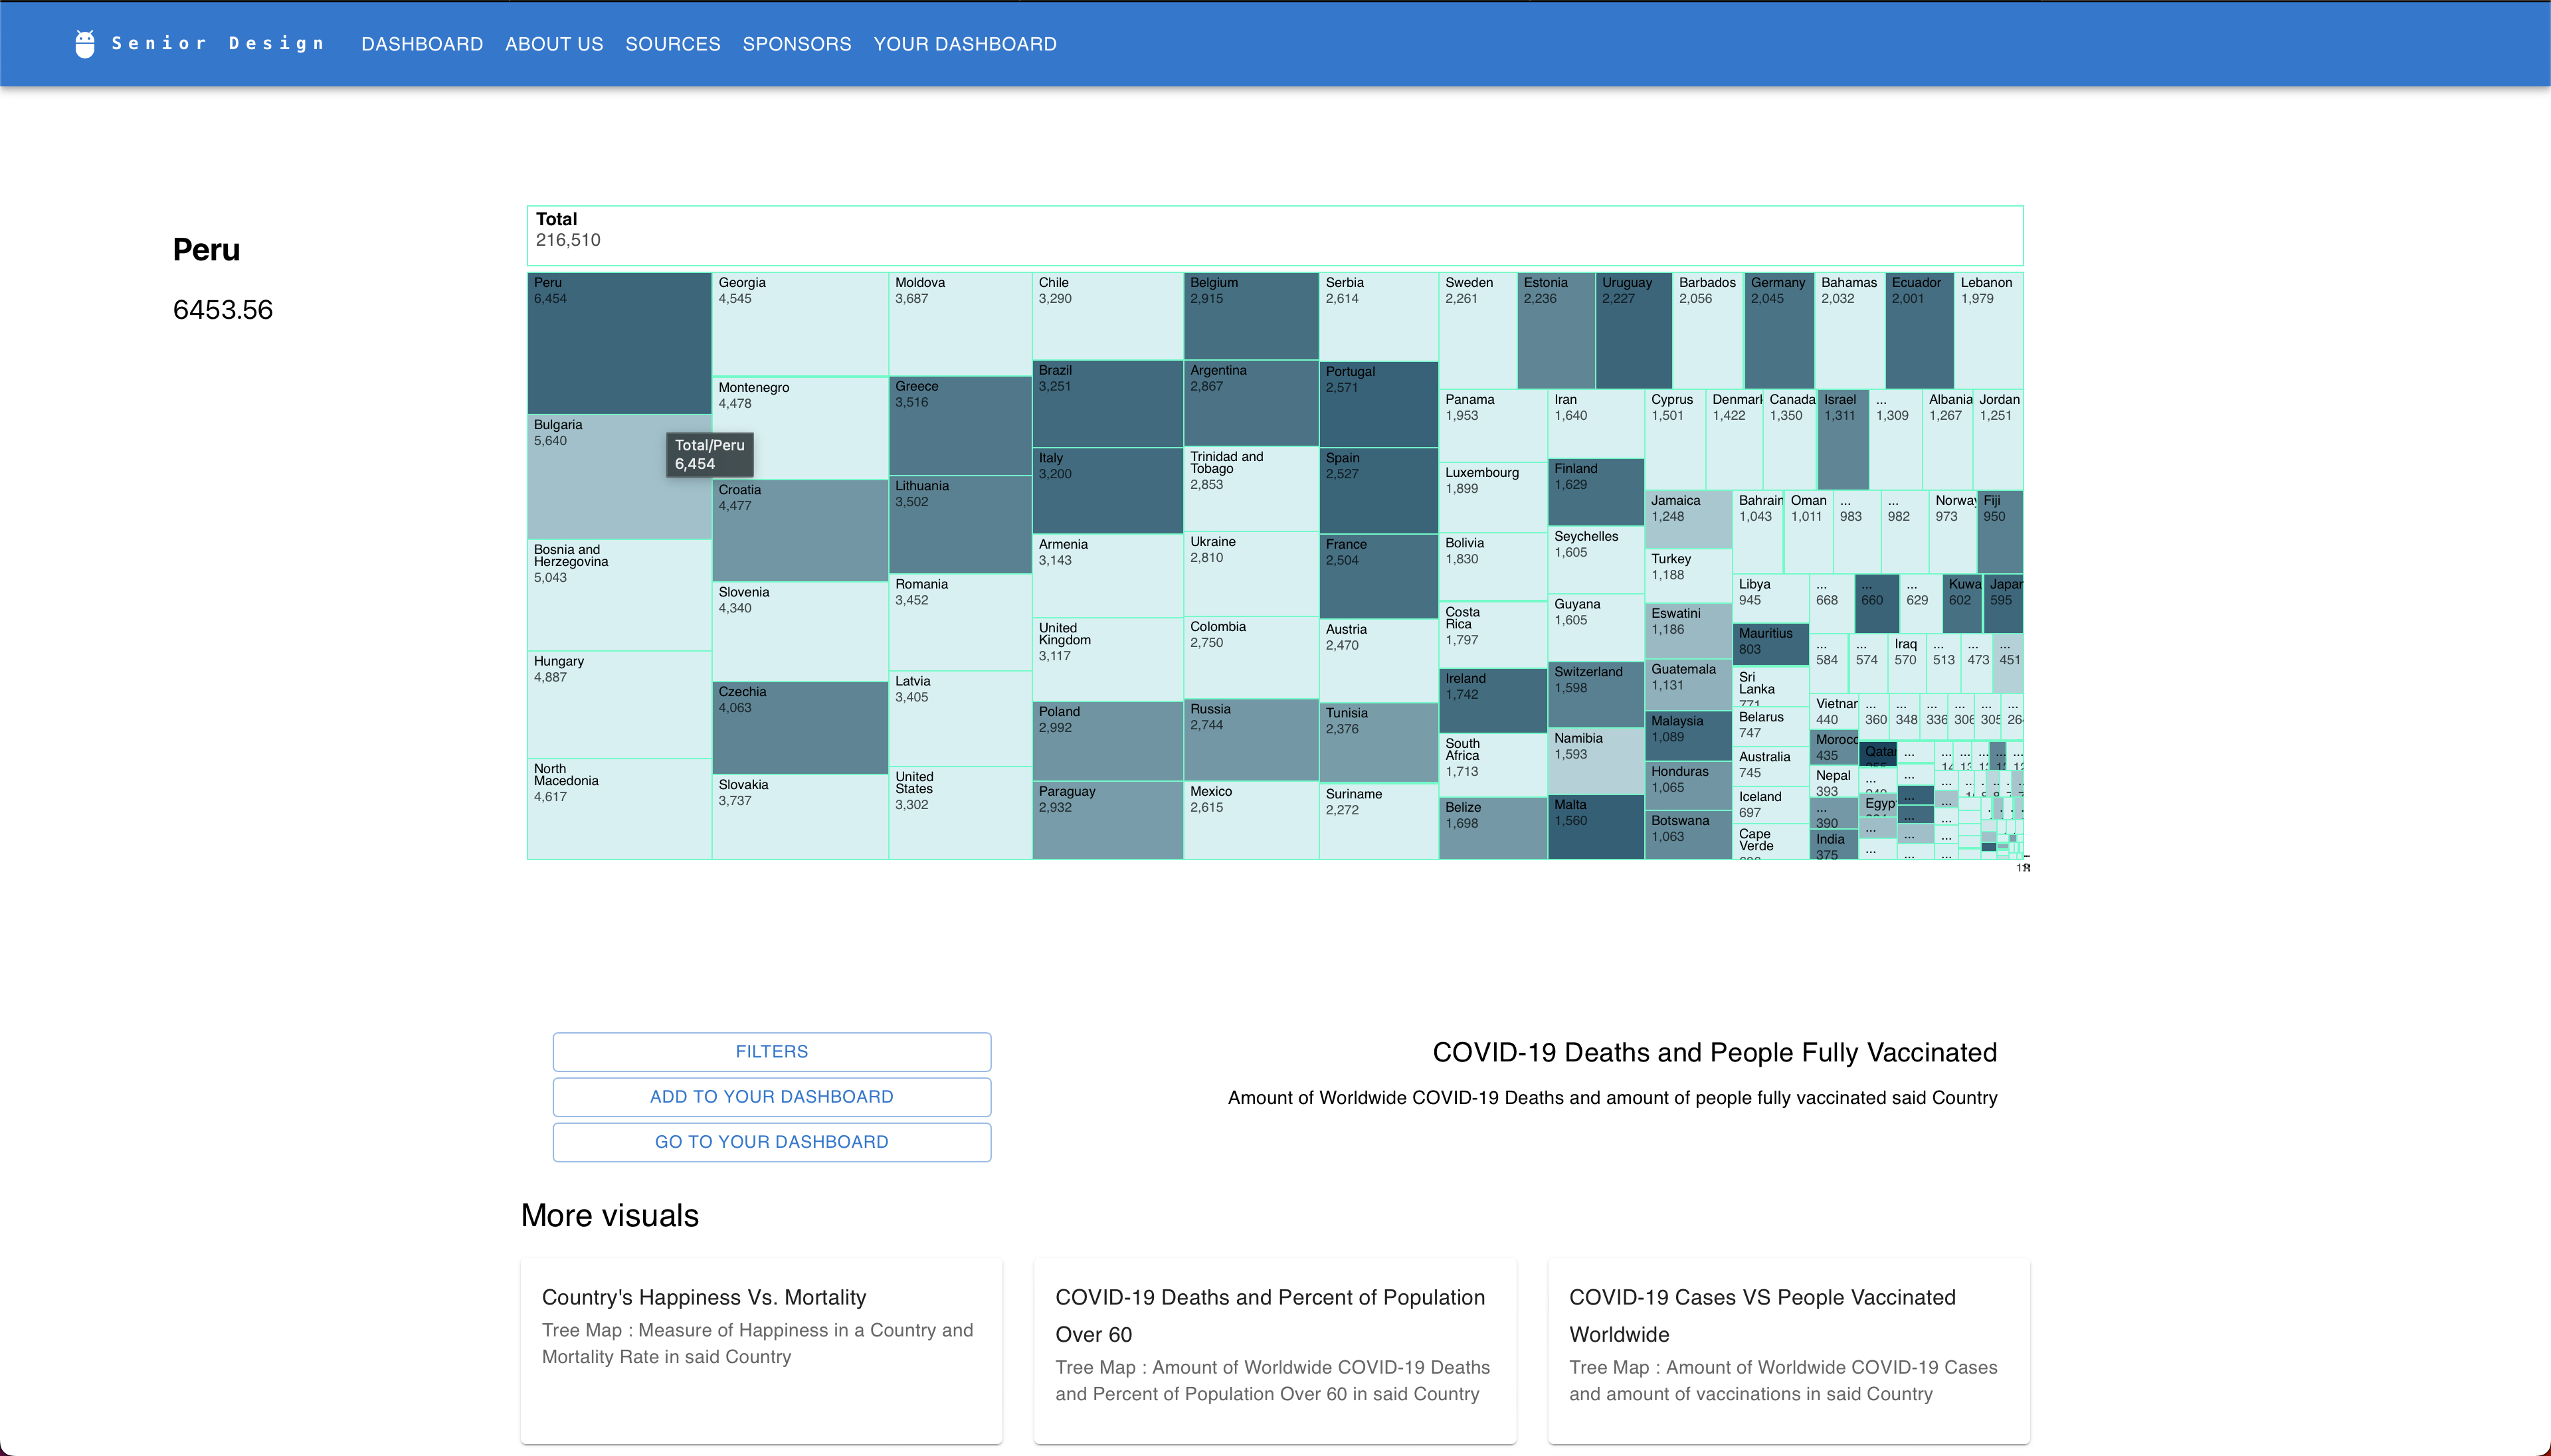 Senior Design DASHBOARD ABOUT US SOURCES SPONSORS YOUR DASHBOARD
Peru
6453.56
Total
216,510
Peru
6,454
Bulgaria
5,640
Total/Peru
6,454
Bosnia and
Herzegovina
5,043
Hungary
4,887
North
Macedonia
4,617
Georgia
4,545
Montenegro
4,478
Croatia
4,477
Slovenia
4,340
Czechia
4,063
Slovakia
3,737
Moldova
3,687
Greece
3,516
Lithuania
3,502
Romania
3,452
Latvia
3,405
United
States
3,302
Chile
3,290
Brazil
3,251
Italy
3,200
Armenia
3,143
United
Kingdom
3,117
Poland
2,992
Paraguay
2,932
Belgium
2,915
Argentina
2,867
Trinidad and
Tobago
2,853
Ukraine
2,810
Colombia
2,750
Russia
2,744
Mexico
2,615
Serbia
2,614
Portugal
2,571
Spain
2,527
France
2,504
Austria
2,470
Tunisia
2,376
Suriname
2,272
Sweden
2,261
Estonia
2,236
Uruguay
2,227
Barbados
2,056
Germany
2,045
Bahamas
2,032
Ecuador
2,001
Lebanon
1,979
Panama
1,953
Luxembourg
1,899
Bolivia
1,830
Costa
Rica
1,797
Ireland
1,742
South
Africa
1,713
Belize
1,698
Iran
1,640
Finland
1,629
Seychelles
1,605
Guyana
1,605
Switzerland
1,598
Namibia
1,593
Malta
1,560
Cyprus
1,501
Denmark
1,422
Canada
1,350
Israel
1,311
...
1,309
Albania
1,267
Jordan
1,251
Jamaica
1,248
Turkey
1,188
Eswatini
1,186
Guatemala
1,131
Malaysia
1,089
Honduras
1,065
Botswana
1,063
Bahrain
1,043
Oman
1,011
...
983
...
982
Norway
973
Fiji
950
Libya
945
Mauritius
803
Sri
Lanka
771
Belarus
747
Australia
745
Iceland
697
Cape
Verde
...
668
...
660
...
629
Kuwa
602
Japan
595
...
584
...
574
Iraq
570
...
513
...
473
...
451
Vietnar
440
...
360
...
348
...
336
...
306
...
305
...
264
Moroco
435
Nepal
393
...
390
India
375
Qatar
Egyp
FILTERS
ADD TO YOUR DASHBOARD
GO TO YOUR DASHBOARD
COVID-19 Deaths and People Fully Vaccinated
Amount of Worldwide COVID-19 Deaths and amount of people fully vaccinated said Country
More visuals
Country's Happiness Vs. Mortality
Tree Map : Measure of Happiness in a Country and
Mortality Rate in said Country
COVID-19 Deaths and Percent of Population
Over 60
Tree Map : Amount of Worldwide COVID-19 Deaths
and Percent of Population Over 60 in said Country
COVID-19 Cases VS People Vaccinated
Worldwide
Tree Map : Amount of Worldwide COVID-19 Cases
and amount of vaccinations in said Country